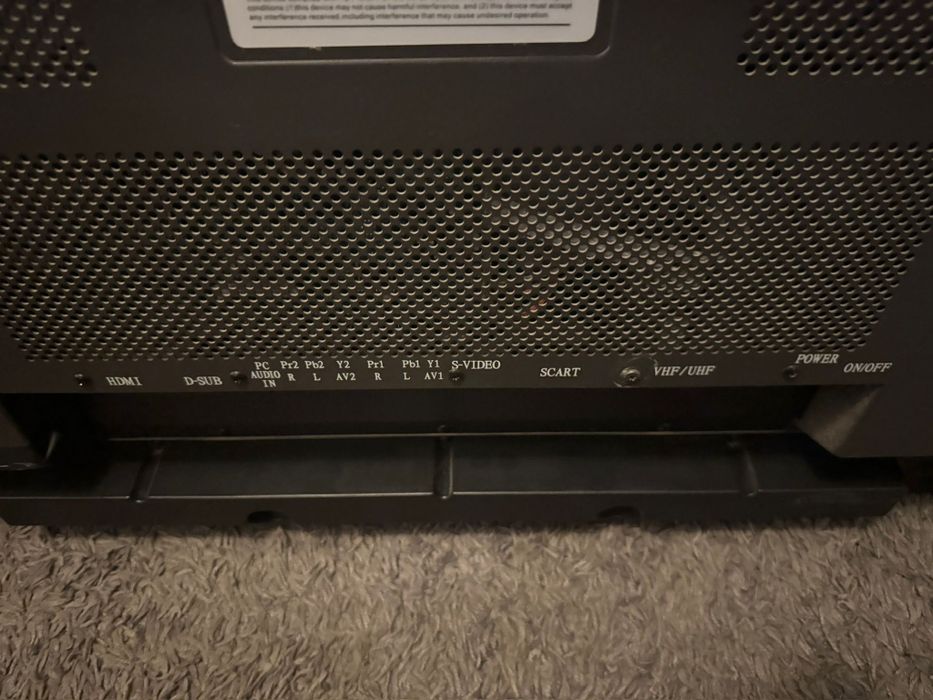 conditions (1) this device may not cause harmful interference, and (2) this device must accept
any interference received, including interference that may cause undesired operation.
HDMI
D-SUB
PC
AUDIO
IN
Pr2 Pb2 Y2 Pr1 Pb1 Y1
R L AV2 R L AV1
S-VIDEO
SCART
VHF/UHF
POWER
ON/OFF